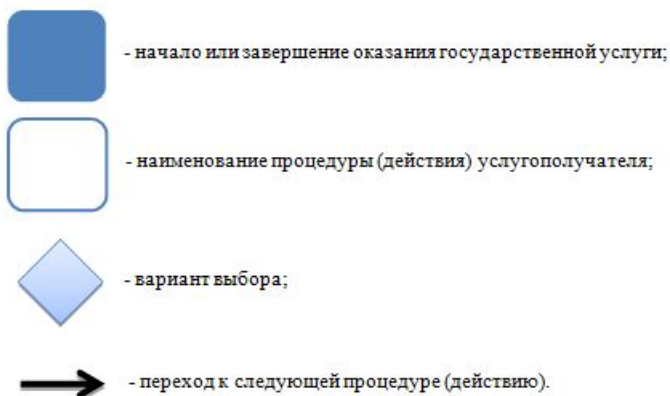 - начало или завершение оказания государственной услуги;
- наименование процедуры (действия) услугополучателя;
- вариант выбора;
- переход к следующей процедуре (действию).